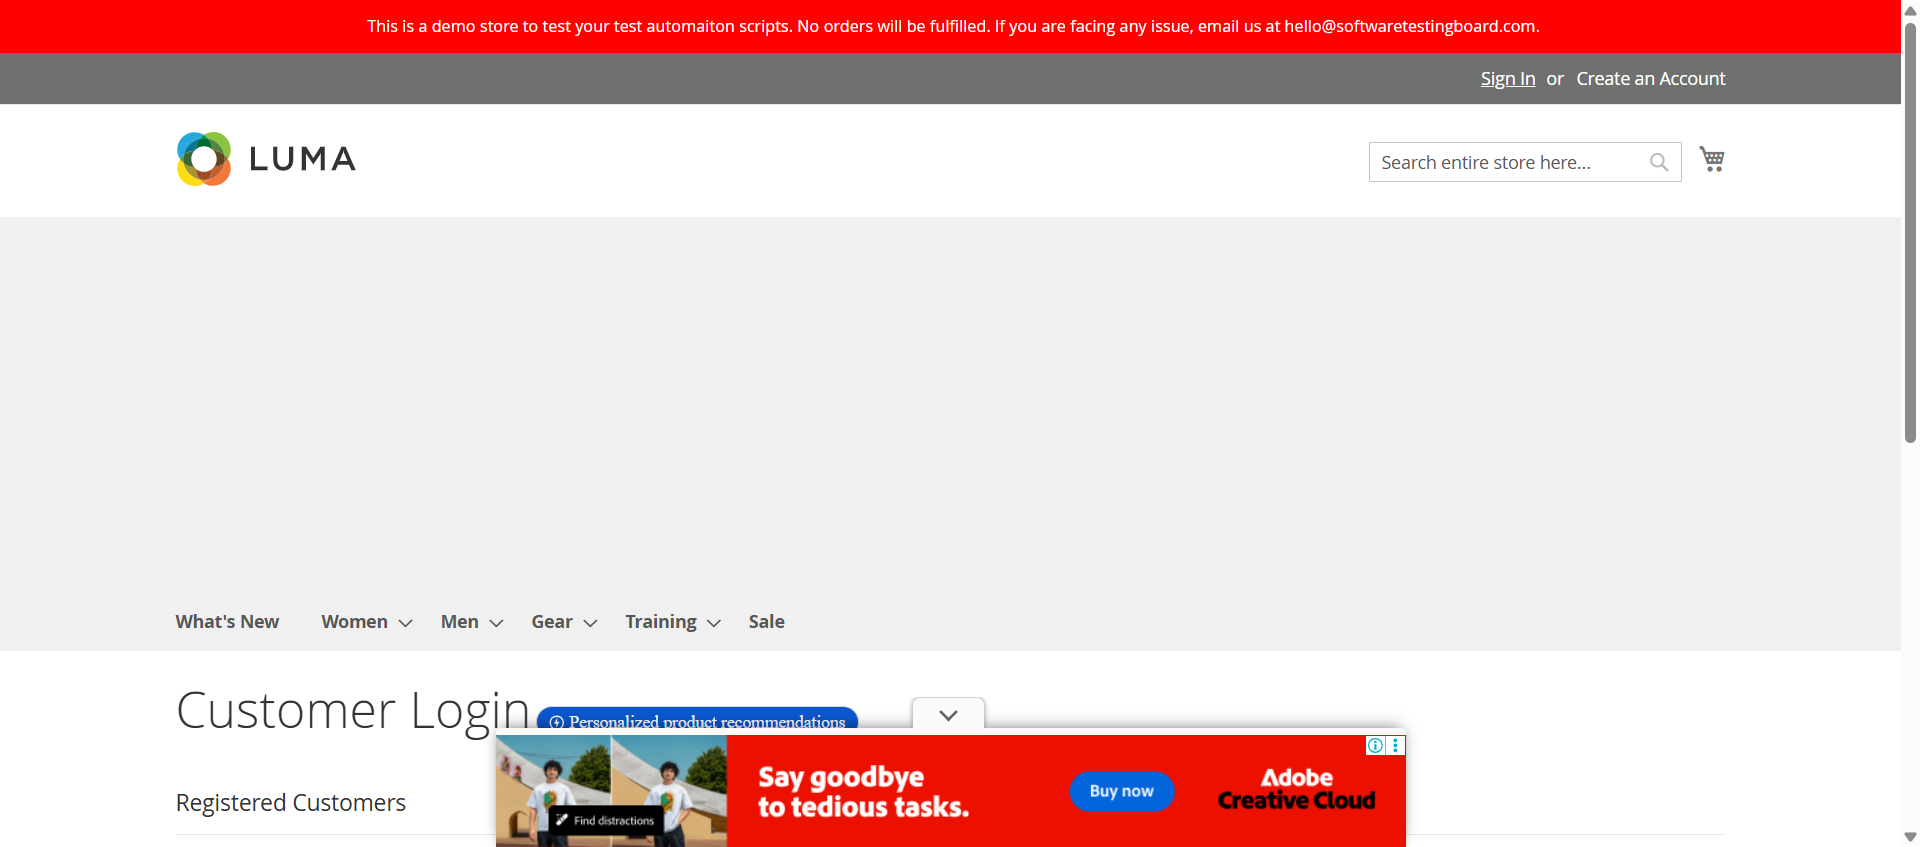 This is a demo store to test your test automaiton scripts. No orders will be fulfilled. If you are facing any issue, email us at hello@softwaretestingboard.com.
Sign In or Create an Account
LUMA
Search entire store here...
What's New Women Men Gear Training Sale
Customer Login
Personalized product recommendations
Say goodbye
to tedious tasks.
Buy now
Adobe
Creative Cloud
Find distractions
Registered Customers